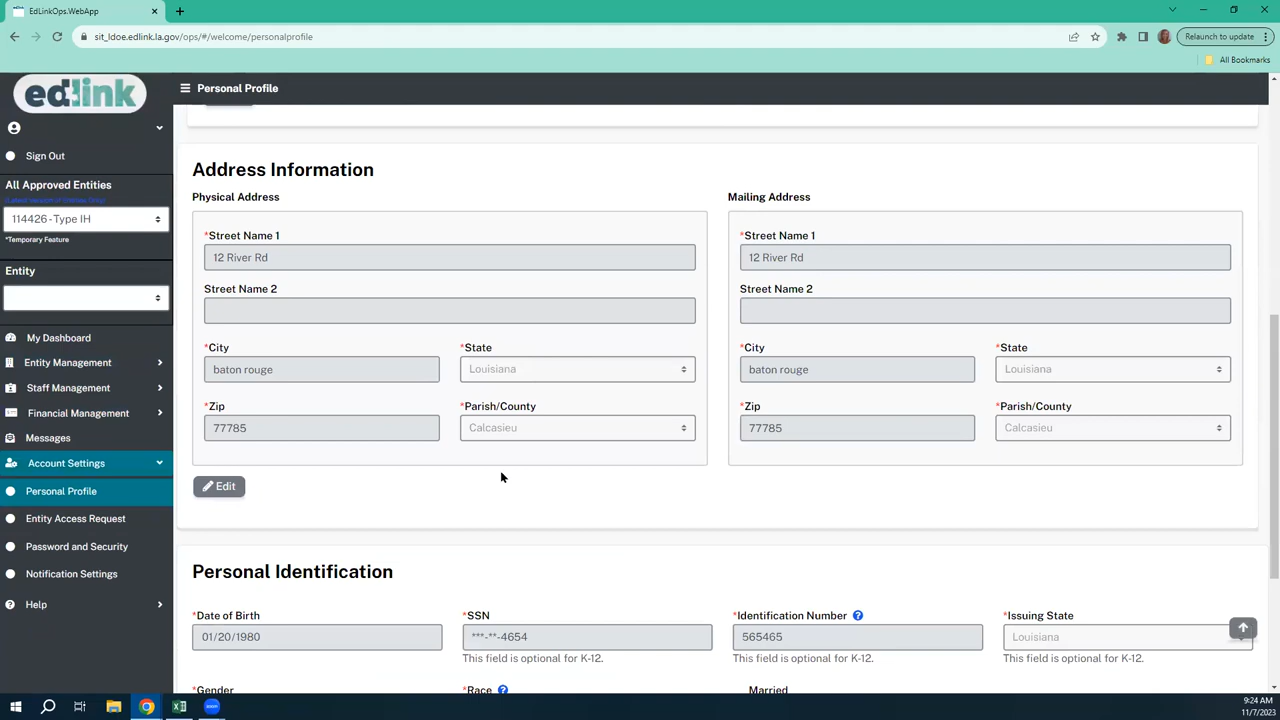 EdLinkOps.WebApp
sit_ldoe.edlink.la.gov/ops/#/welcome/personalprofile
Relaunch to update
All Bookmarks
edlink
Personal Profile
Sign Out
All Approved Entities
114426 - Type IH
*Temporary Feature
Entity
My Dashboard
Entity Management
Staff Management
Financial Management
Messages
Account Settings
Personal Profile
Entity Access Request
Password and Security
Notification Settings
Help
Address Information
Physical Address
*Street Name 1
12 River Rd
Street Name 2
*City
*State
baton rouge
Louisiana
*Zip
*Parish/County
77785
Calcasieu
Mailing Address
*Street Name 1
12 River Rd
Street Name 2
*City
*State
baton rouge
Louisiana
*Zip
*Parish/County
77785
Calcasieu
Edit
Personal Identification
*Date of Birth
*SSN
*Identification Number
*Issuing State
01/20/1980
***-**-4654
565465
Louisiana
This field is optional for K-12.
This field is optional for K-12.
This field is optional for K-12.
*Gender
*Race
Married
zoom
9:24 AM
11/7/2023